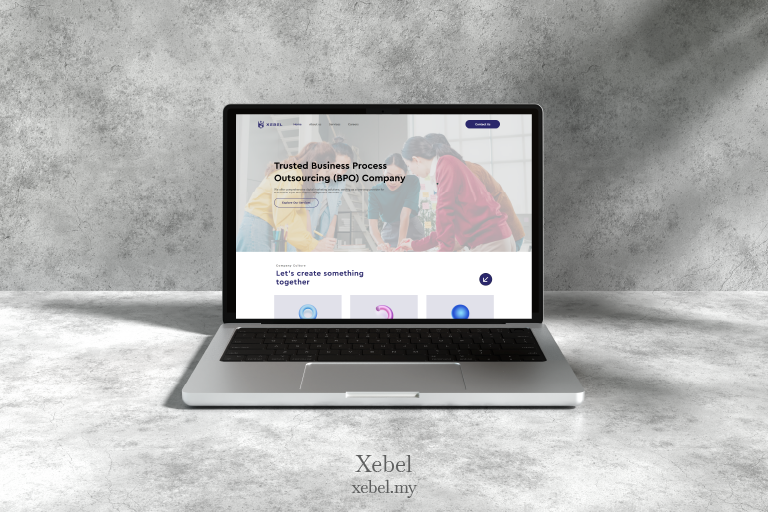 XEBEL
Home About Us Services Contact
Contact Us
Trusted Business Process
Outsourcing (BPO) Company
Explore Our Services
Company Culture
Let's create something
together
Xebel
xebel.my